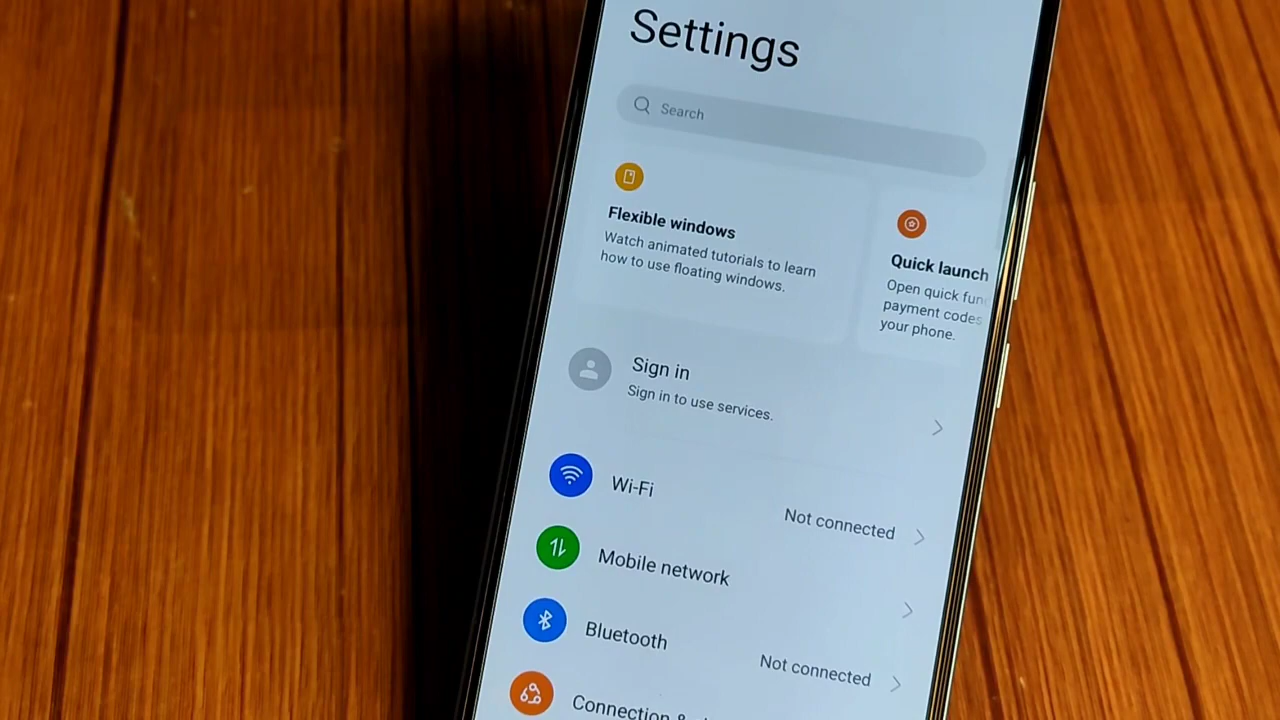 Settings
Search
Flexible windows
Watch animated tutorials to learn
how to use floating windows.
Quick launch
Open quick
payment codes
your phone.
Sign in
Sign in to use services.
Wi-Fi
Not connected
Mobile network
Bluetooth
Not connected
Connection &